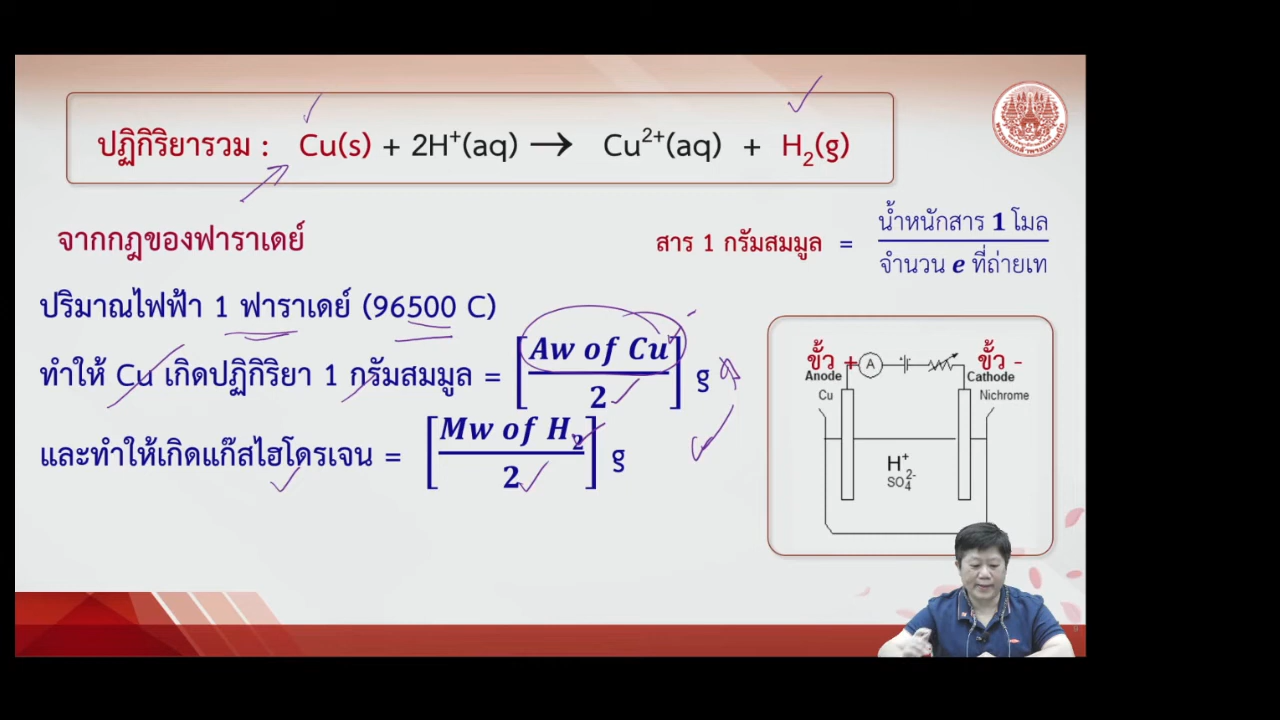 ปฏิกิริยารวม : Cu(s) + 2H⁺(aq) → Cu²⁺(aq) + H₂(g)
จากกฎของฟาราเดย์
สาร 1 กรัมสมมูล = น้ำหนักสาร 1 โมล
จำนวน e ที่ถ่ายเท
ปริมาณไฟฟ้า 1 ฟาราเดย์ (96500 C)
ทำให้ Cu เกิดปฏิกิริยา 1 กรัมสมมูล = [Aw of Cu / 2] g
และทำให้เกิดแก๊สไฮโดรเจน = [Mw of H₂ / 2] g
ขั้ว + A ขั้ว -
Anode Cathode
Cu Nichrome
H⁺
SO₄²⁻